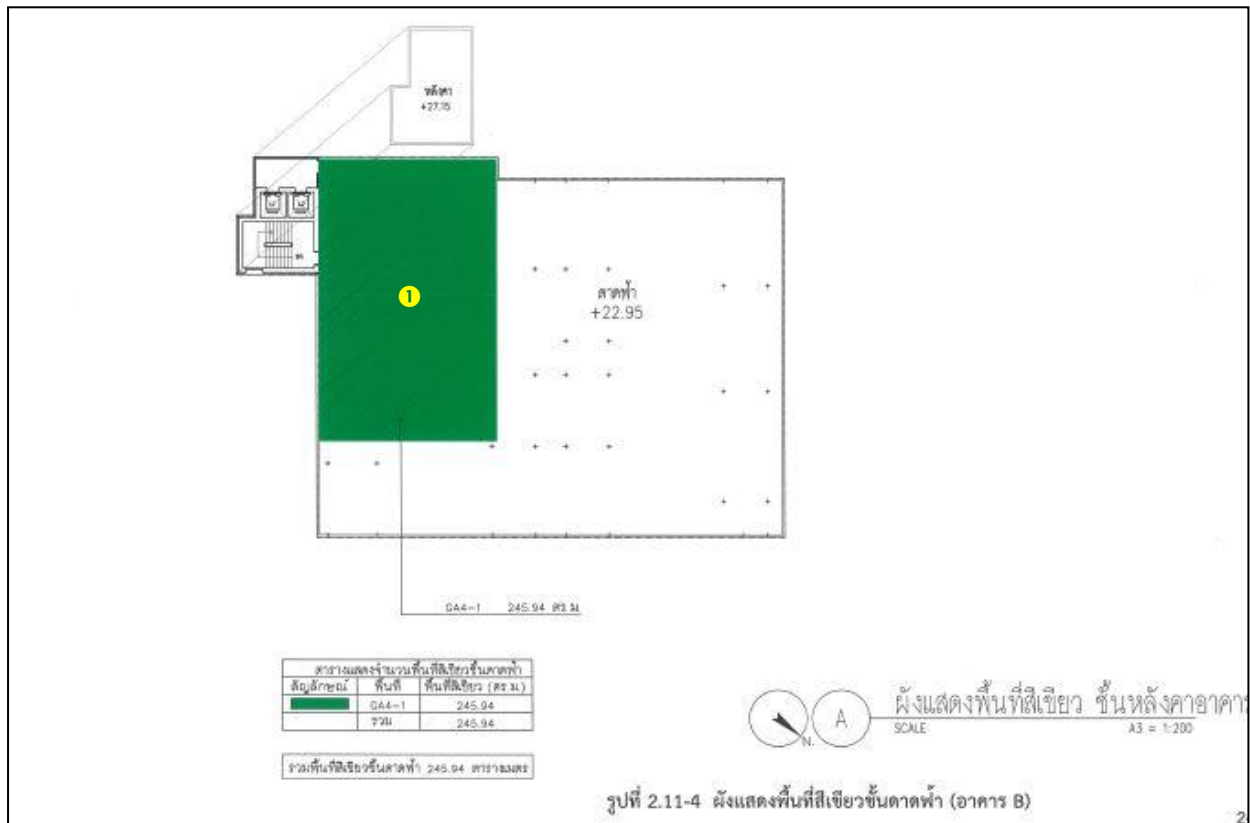 หลังคา
+27.15
❶
ดาดฟ้า
+22.95
GA4-1 245.94 ตร.ม.
ตารางแสดงจำนวนพื้นที่สีเขียวชั้นดาดฟ้า
สัญลักษณ์ พื้นที่ พื้นที่สีเขียว (ตร.ม.)
GA4-1 245.94
รวม 245.94
รวมพื้นที่สีเขียวชั้นดาดฟ้า 245.94 ตารางเมตร
N.
A
ผังแสดงพื้นที่สีเขียว ชั้นหลังคาอาคาร
SCALE A3 = 1:200
รูปที่ 2.11-4 ผังแสดงพื้นที่สีเขียวชั้นดาดฟ้า (อาคาร B)
2